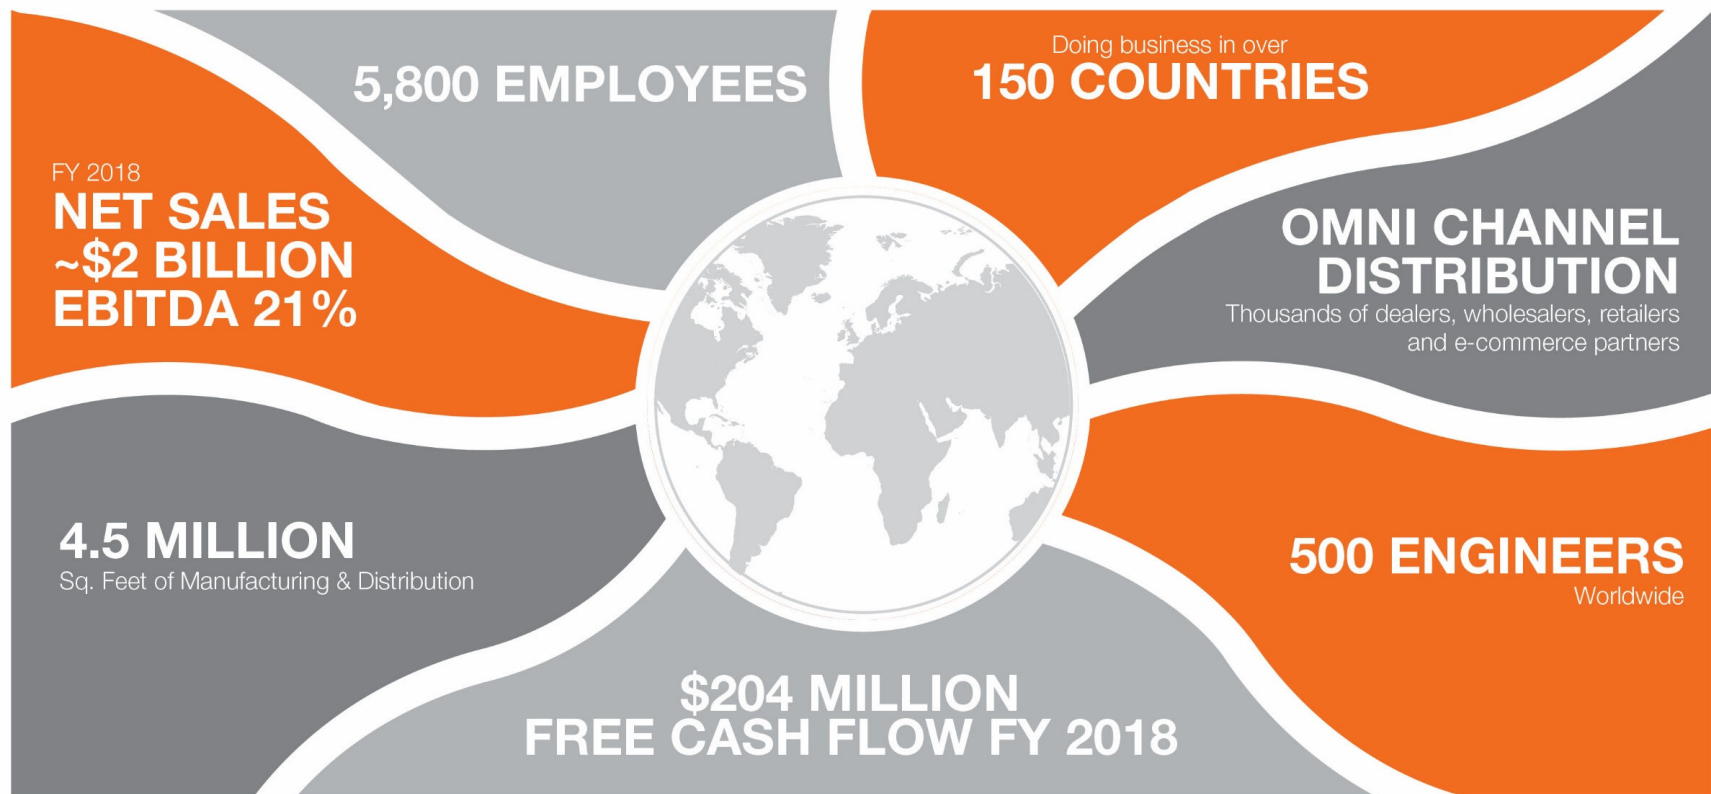 5,800 EMPLOYEES
Doing business in over
150 COUNTRIES
FY 2018
NET SALES
~$2 BILLION
EBITDA 21%
OMNI CHANNEL
DISTRIBUTION
Thousands of dealers, wholesalers, retailers
and e-commerce partners
4.5 MILLION
Sq. Feet of Manufacturing & Distribution
500 ENGINEERS
Worldwide
$204 MILLION
FREE CASH FLOW FY 2018